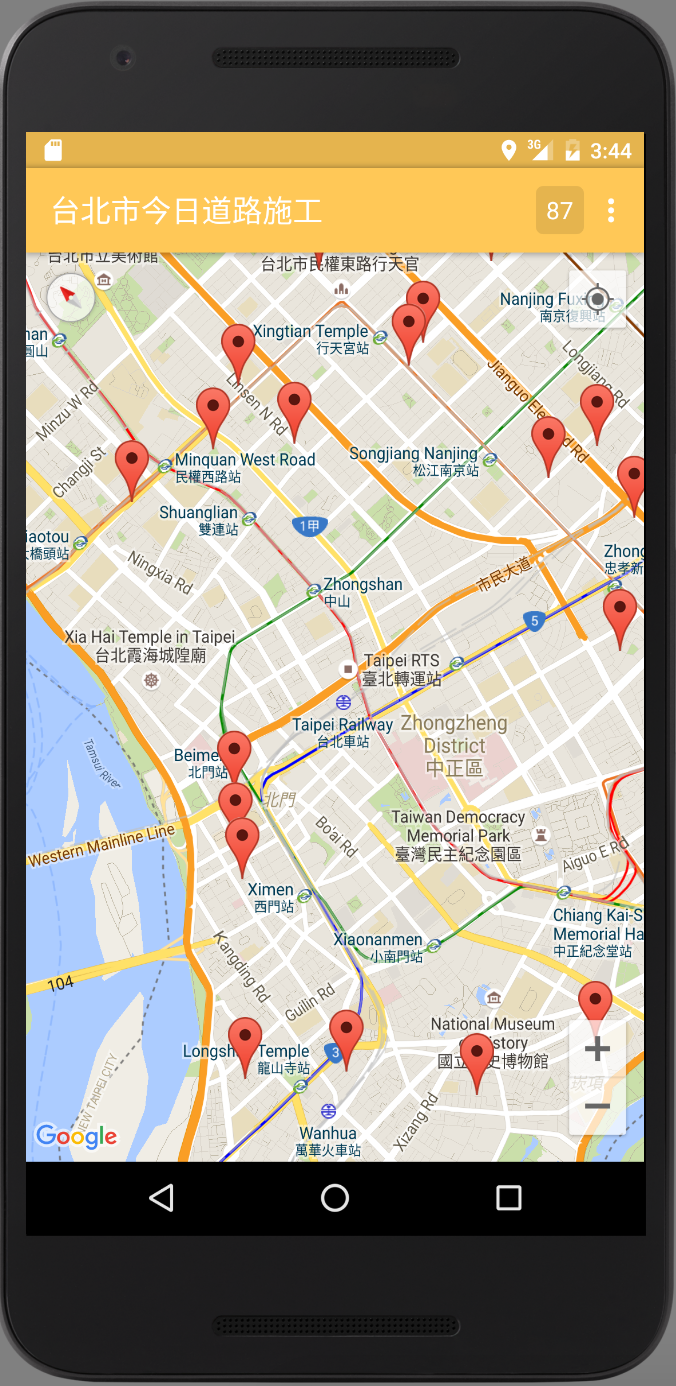 3G
3:44
台北市今日道路施工
87
台北市立美術館
台北市民權東路行天宮
Nanjing Fux
南京復興站
Xingtian Temple
行天宮站
圓山
Linsen N Rd
Longjiang Rd
Minzu W Rd
Jianguo Ele
d Rd
Changji St
Minquan West Road
民權西路站
Songjiang Nanjing
松江南京站
Shuanglian
雙連站
1甲
iaotou
大橋頭站
Ningxia Rd
Zhong
忠孝新
市民大道
Zhongshan
中山
5
Xia Hai Temple in Taipei
台北霞海城隍廟
Taipei RTS
臺北轉運站
Taipei Railway
台北車站
Zhongzheng
District
中正區
Tamsui River
Beime
北門站
北門
Bo'ai Rd
Taiwan Democracy
Memorial Park
臺灣民主紀念園區
Western Mainline Line
Aiguo E Rd
Ximen
西門站
Chiang Kai-S
Memorial Ha
中正紀念堂站
Xiaonanmen
小南門站
Kangding Rd
104
Guilin Rd
National Museum
of History
國立歷史博物館
3
Longsh Temple
龍山寺站
NEW TAIPEI CITY
Xizang Rd
Google
Wanhua
萬華火車站
+
−